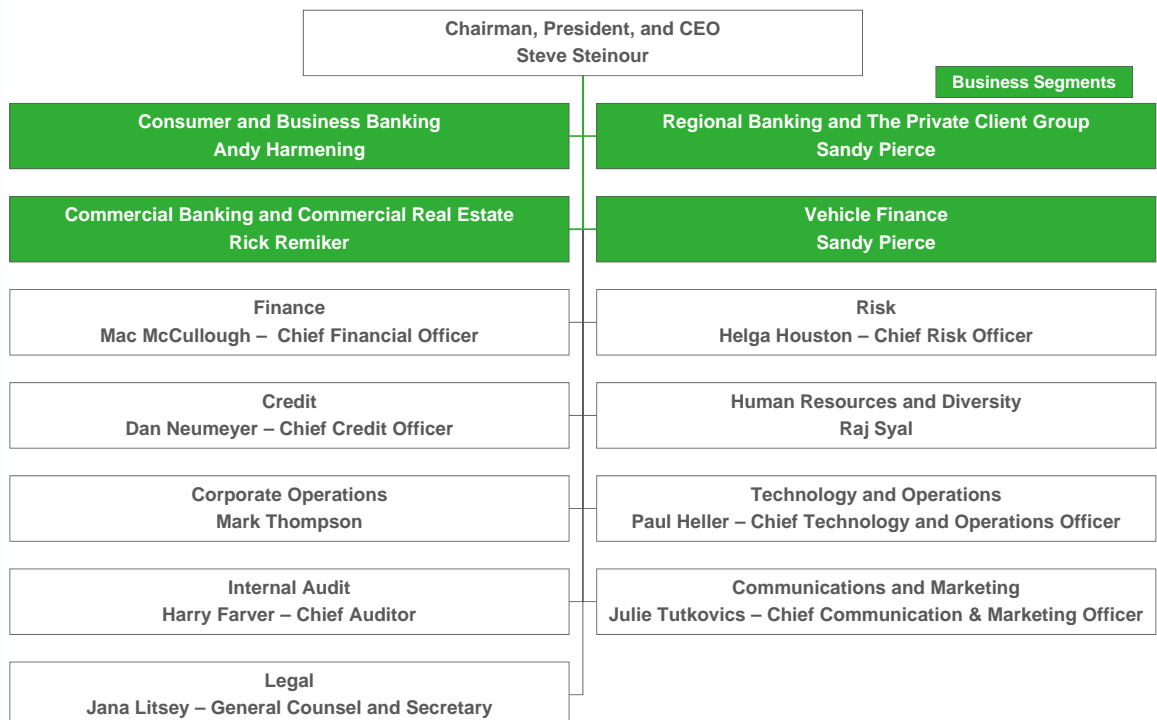 Chairman, President, and CEO
Steve Steinour
Business Segments
Consumer and Business Banking
Andy Harmening
Regional Banking and The Private Client Group
Sandy Pierce
Commercial Banking and Commercial Real Estate
Rick Remiker
Vehicle Finance
Sandy Pierce
Finance
Mac McCullough –  Chief Financial Officer
Risk
Helga Houston – Chief Risk Officer
Credit
Dan Neumeyer – Chief Credit Officer
Human Resources and Diversity
Raj Syal
Corporate Operations
Mark Thompson
Technology and Operations
Paul Heller – Chief Technology and Operations Officer
Internal Audit
Harry Farver – Chief Auditor
Communications and Marketing
Julie Tutkovics – Chief Communication & Marketing Officer
Legal
Jana Litsey – General Counsel and Secretary